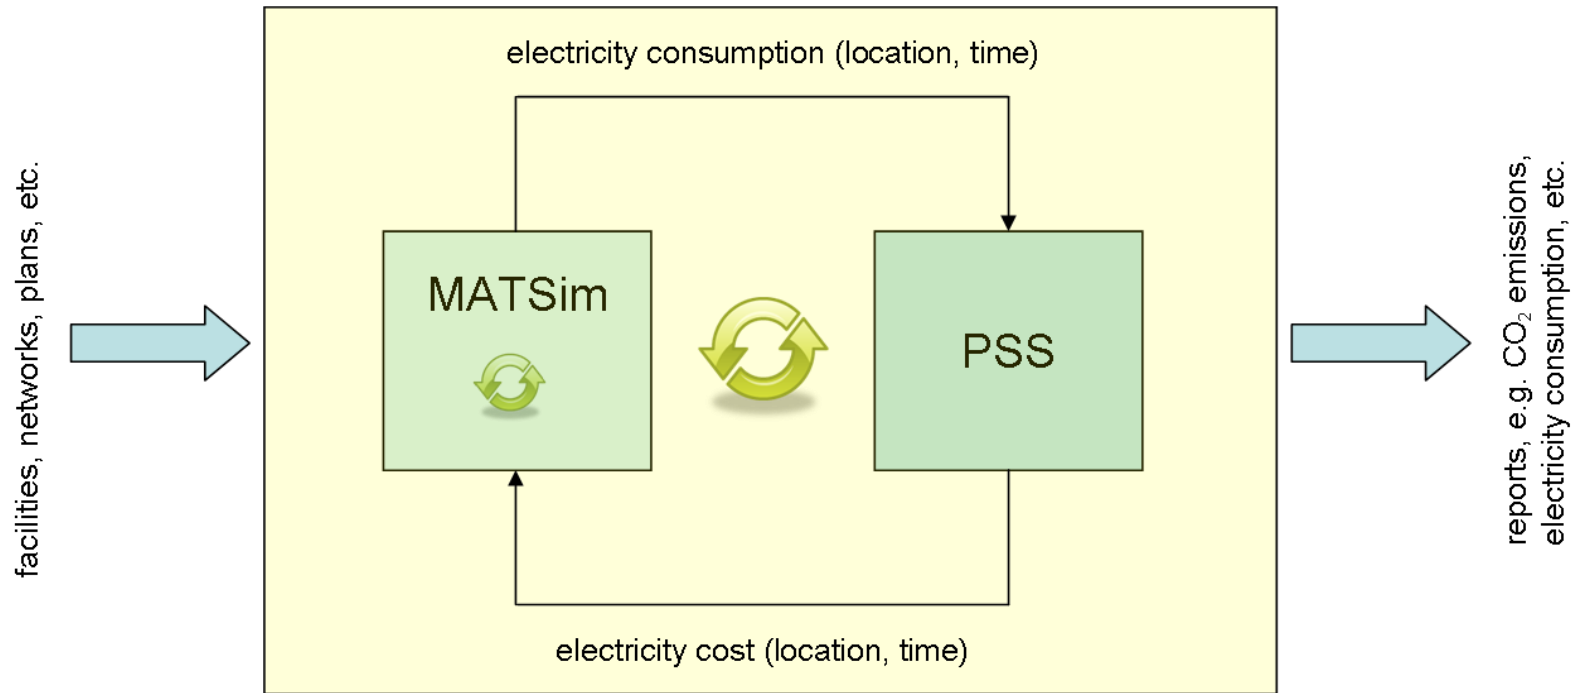 facilities, networks, plans, etc.
electricity consumption (location, time)
MATSim
PSS
electricity cost (location, time)
reports, e.g. CO₂ emissions,
electricity consumption, etc.